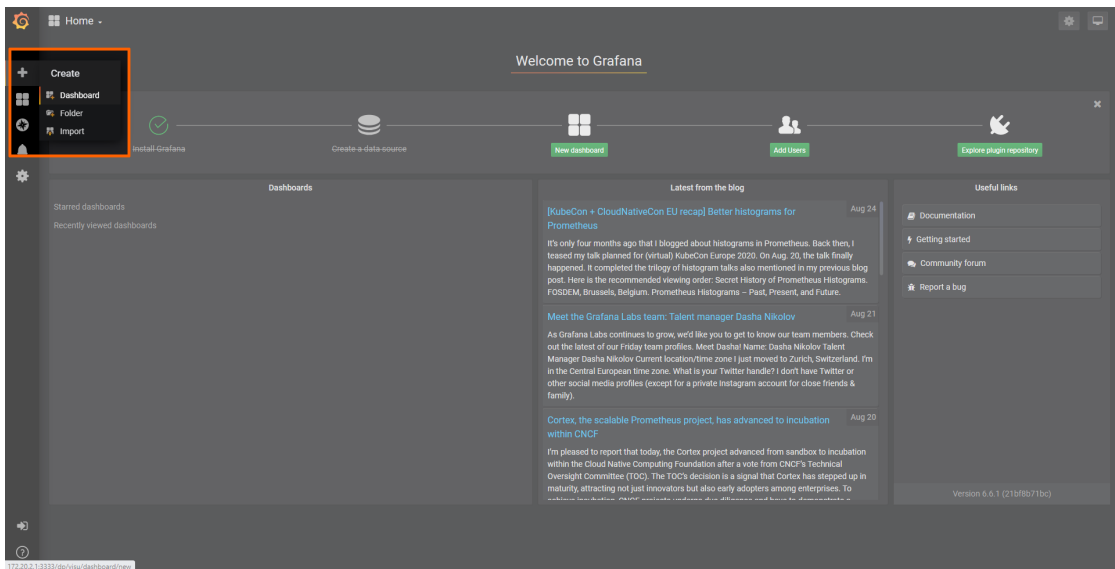 Home
Create
Dashboard
Folder
Import
Welcome to Grafana
Install Grafana
Create a data source
New dashboard
Add Users
Explore plugin repository
Dashboards
Starred dashboards
Recently viewed dashboards
Latest from the blog
[KubeCon + CloudNativeCon EU recap] Better histograms for
Prometheus
Aug 24
It's only four months ago that I blogged about histograms in Prometheus. Back then, I
teased my talk planned for (virtual) KubeCon Europe 2020. On Aug. 20, the talk finally
happened. It completed the trilogy of histogram talks also mentioned in my previous blog
post. Here is the recommended viewing order: Secret History of Prometheus Histograms.
FOSDEM, Brussels, Belgium. Prometheus Histograms – Past, Present, and Future.
Meet the Grafana Labs team: Talent manager Dasha Nikolov
Aug 21
As Grafana Labs continues to grow, we'd like you to get to know our team members. Check
out the latest of our Friday team profiles. Meet Dasha! Name: Dasha Nikolov Talent
Manager Dasha Nikolov Current location/time zone I just moved to Zurich, Switzerland. I'm
in the Central European time zone. What is your Twitter handle? I don't have Twitter or
other social media profiles (except for a private Instagram account for close friends &
family).
Cortex, the scalable Prometheus project, has advanced to incubation
within CNCF
Aug 20
I'm pleased to report that today, the Cortex project advanced from sandbox to incubation
within the Cloud Native Computing Foundation after a vote from CNCF's Technical
Oversight Committee (TOC). The TOC's decision is a signal that Cortex has stepped up in
maturity, attracting not just innovators but also early adopters among enterprises. To
Useful links
Documentation
Getting started
Community forum
Report a bug
Version 6.6.1 (21bf8b71bc)
172.20.2.1:3333/dp/visu/dashboard/new